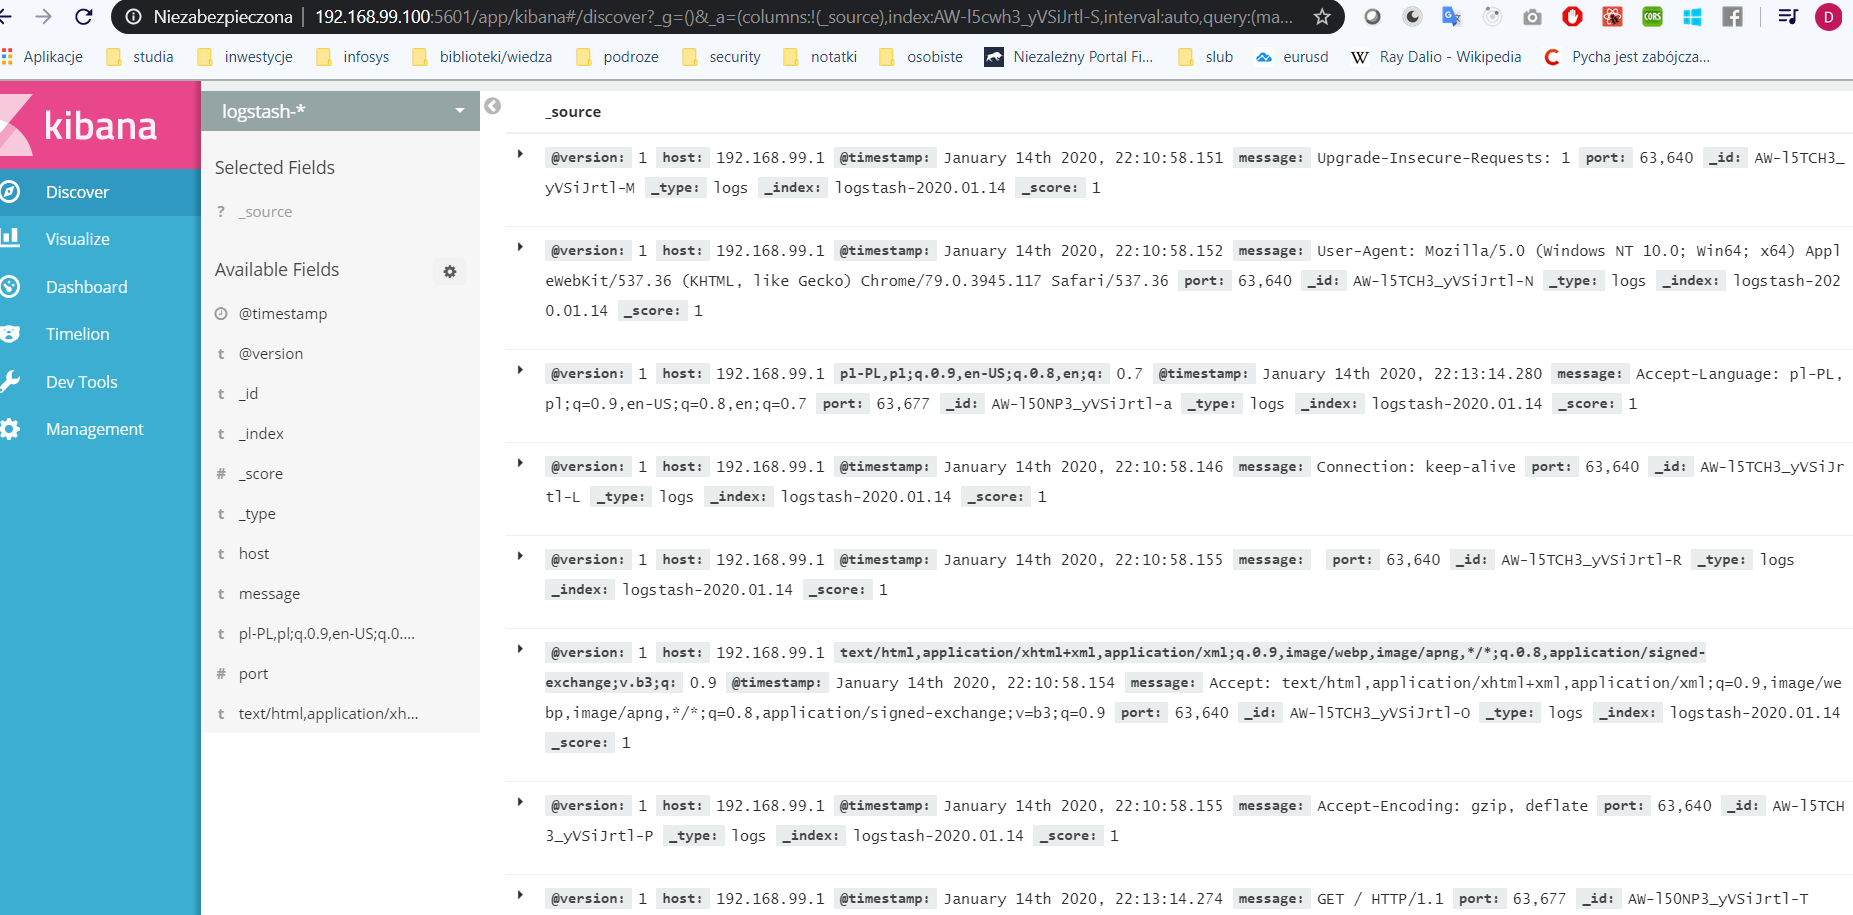 Niezabezpieczona | 192.168.99.100:5601/app/kibana#/discover?_g=()&_a=(columns:!(_source),index:AW-l5cwh3_yVSiJrtl-S,interval:auto,query:(ma...
CORS
D
Aplikacje studia inwestycje infosys biblioteki/wiedza podroze security notatki osobiste Niezależny Portal Fi... slub eurusd W Ray Dalio - Wikipedia C Pycha jest zabójcza...
kibana
Discover
Visualize
Dashboard
Timelion
Dev Tools
Management
logstash-*
Selected Fields
? _source
Available Fields
@timestamp
t @version
t _id
t _index
# _score
t _type
t host
t message
t pl-PL,pl;q.0.9,en-US;q.0....
# port
t text/html,application/xh...
_source
@version: 1 host: 192.168.99.1 @timestamp: January 14th 2020, 22:10:58.151 message: Upgrade-Insecure-Requests: 1 port: 63,640 _id: AW-l5TCH3_
yVSiJrtl-M _type: logs _index: logstash-2020.01.14 _score: 1
@version: 1 host: 192.168.99.1 @timestamp: January 14th 2020, 22:10:58.152 message: User-Agent: Mozilla/5.0 (Windows NT 10.0; Win64; x64) Appl
eWebKit/537.36 (KHTML, like Gecko) Chrome/79.0.3945.117 Safari/537.36 port: 63,640 _id: AW-l5TCH3_yVSiJrtl-N _type: logs _index: logstash-202
0.01.14 _score: 1
@version: 1 host: 192.168.99.1 pl-PL,pl;q.0.9,en-US;q.0.8,en;q: 0.7 @timestamp: January 14th 2020, 22:13:14.280 message: Accept-Language: pl-PL,
pl;q=0.9,en-US;q=0.8,en;q=0.7 port: 63,677 _id: AW-l5ONP3_yVSiJrtl-a _type: logs _index: logstash-2020.01.14 _score: 1
@version: 1 host: 192.168.99.1 @timestamp: January 14th 2020, 22:10:58.146 message: Connection: keep-alive port: 63,640 _id: AW-l5TCH3_yVSiJr
tl-L _type: logs _index: logstash-2020.01.14 _score: 1
@version: 1 host: 192.168.99.1 @timestamp: January 14th 2020, 22:10:58.155 message: port: 63,640 _id: AW-l5TCH3_yVSiJrtl-R _type: logs
_index: logstash-2020.01.14 _score: 1
@version: 1 host: 192.168.99.1 text/html,application/xhtml+xml,application/xml;q.0.9,image/webp,image/apng,*/*;q.0.8,application/signed-
exchange;v.b3;q: 0.9 @timestamp: January 14th 2020, 22:10:58.154 message: Accept: text/html,application/xhtml+xml,application/xml;q=0.9,image/we
bp,image/apng,*/*;q=0.8,application/signed-exchange;v=b3;q=0.9 port: 63,640 _id: AW-l5TCH3_yVSiJrtl-O _type: logs _index: logstash-2020.01.14
_score: 1
@version: 1 host: 192.168.99.1 @timestamp: January 14th 2020, 22:10:58.155 message: Accept-Encoding: gzip, deflate port: 63,640 _id: AW-l5TCH
3_yVSiJrtl-P _type: logs _index: logstash-2020.01.14 _score: 1
@version: 1 host: 192.168.99.1 @timestamp: January 14th 2020, 22:13:14.274 message: GET / HTTP/1.1 port: 63,677 _id: AW-l5ONP3_yVSiJrtl-T